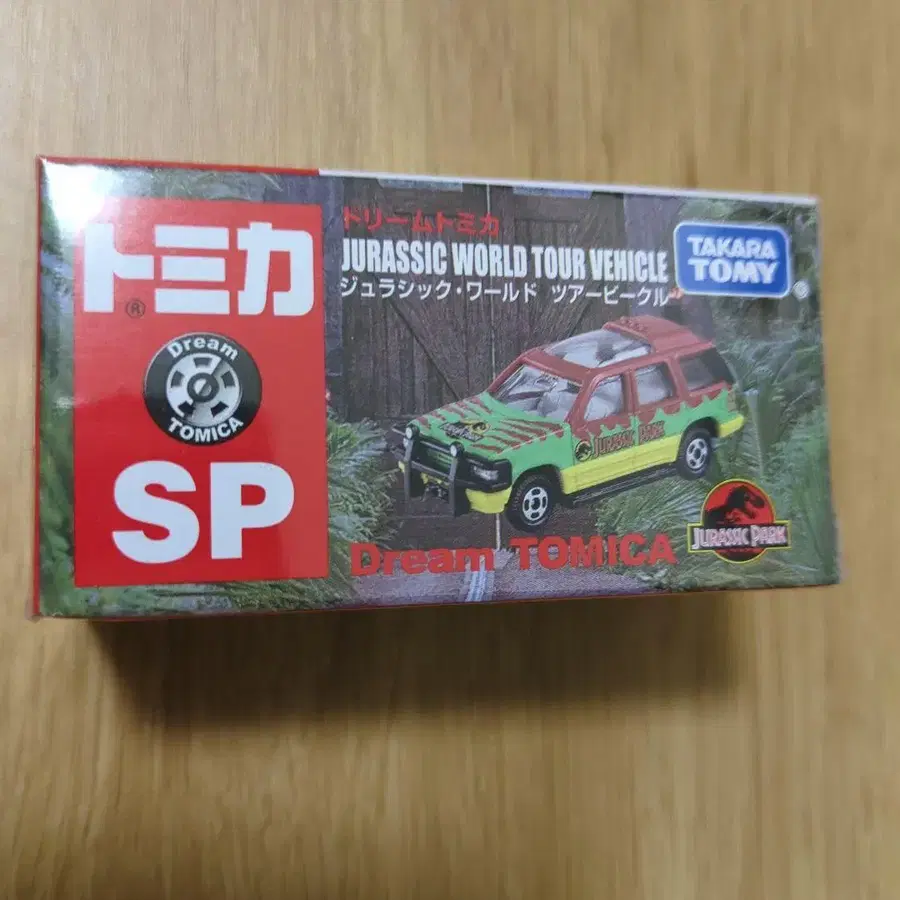 トミカ
®
Dream
TOMICA
SP
ドリームトミカ
JURASSIC WORLD TOUR VEHICLE
ジュラシック・ワールド ツアービークル
TAKARA
TOMY
JURASSIC PARK
Dream TOMICA
JURASSIC PARK